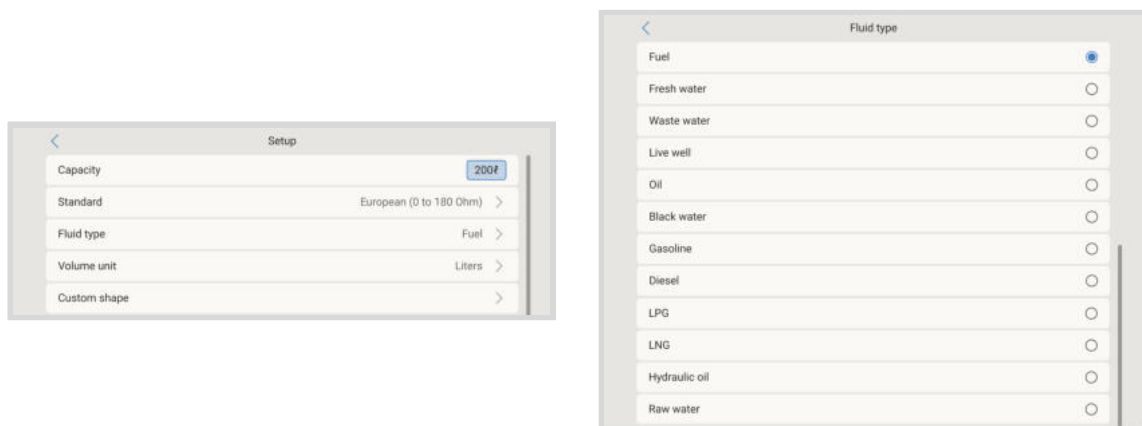 Setup
Capacity 200ℓ
Standard European (0 to 180 Ohm)
Fluid type Fuel
Volume unit Liters
Custom shape
Fluid type
Fuel
Fresh water
Waste water
Live well
Oil
Black water
Gasoline
Diesel
LPG
LNG
Hydraulic oil
Raw water